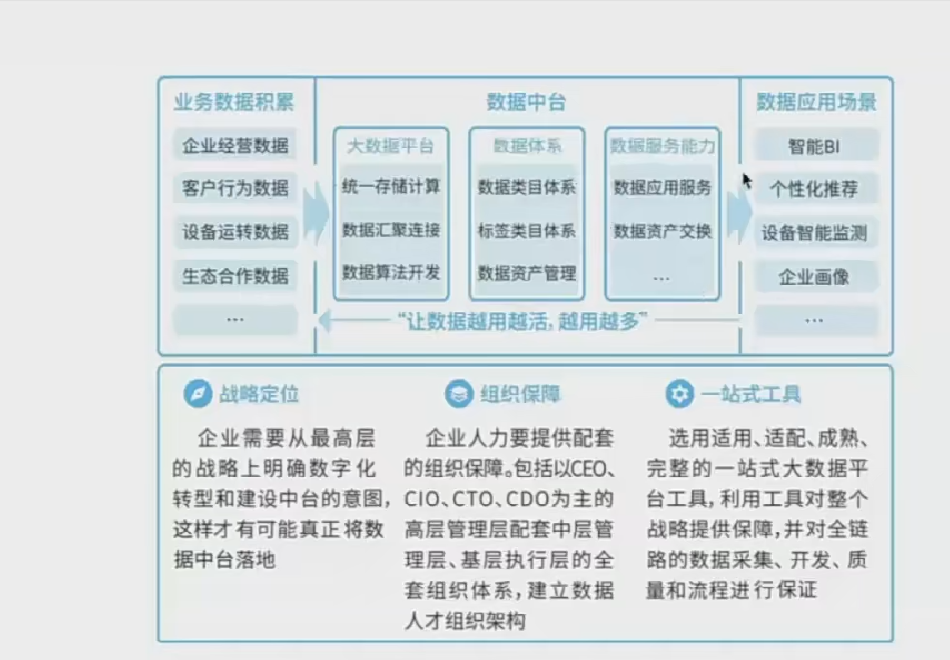 业务数据积累
企业经营数据
客户行为数据
设备运转数据
生态合作数据
...
数据中台
大数据平台
统一存储计算
数据汇聚连接
数据算法开发
数据体系
数据类目体系
标签类目体系
数据资产管理
数据服务能力
数据应用服务
数据资产交换
...
“让数据越用越活, 越用越多”
数据应用场景
智能BI
个性化推荐
设备智能监测
企业画像
...
战略定位
企业需要从最高层
的战略上明确数字化
转型和建设中台的意图,
这样才有可能真正将数
据中台落地
组织保障
企业人力要提供配套
的组织保障。包括以CEO、
CIO、CTO、CDO为主的
高层管理层配套中层管
理层、基层执行层的全
套组织体系, 建立数据
人才组织架构
一站式工具
选用适用、适配、成熟、
完整的一站式大数据平
台工具, 利用工具对整个
战略提供保障, 并对全链
路的数据采集、开发、质
量和流程进行保证